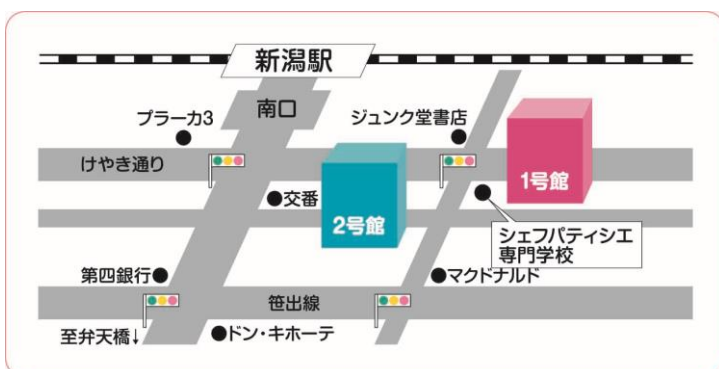 新潟駅
南口
プラーカ3
ジュンク堂書店
けやき通り
1号館
交番
2号館
シェフパティシエ
専門学校
第四銀行
マクドナルド
笹出線
至弁天橋↓
ドン・キホーテ